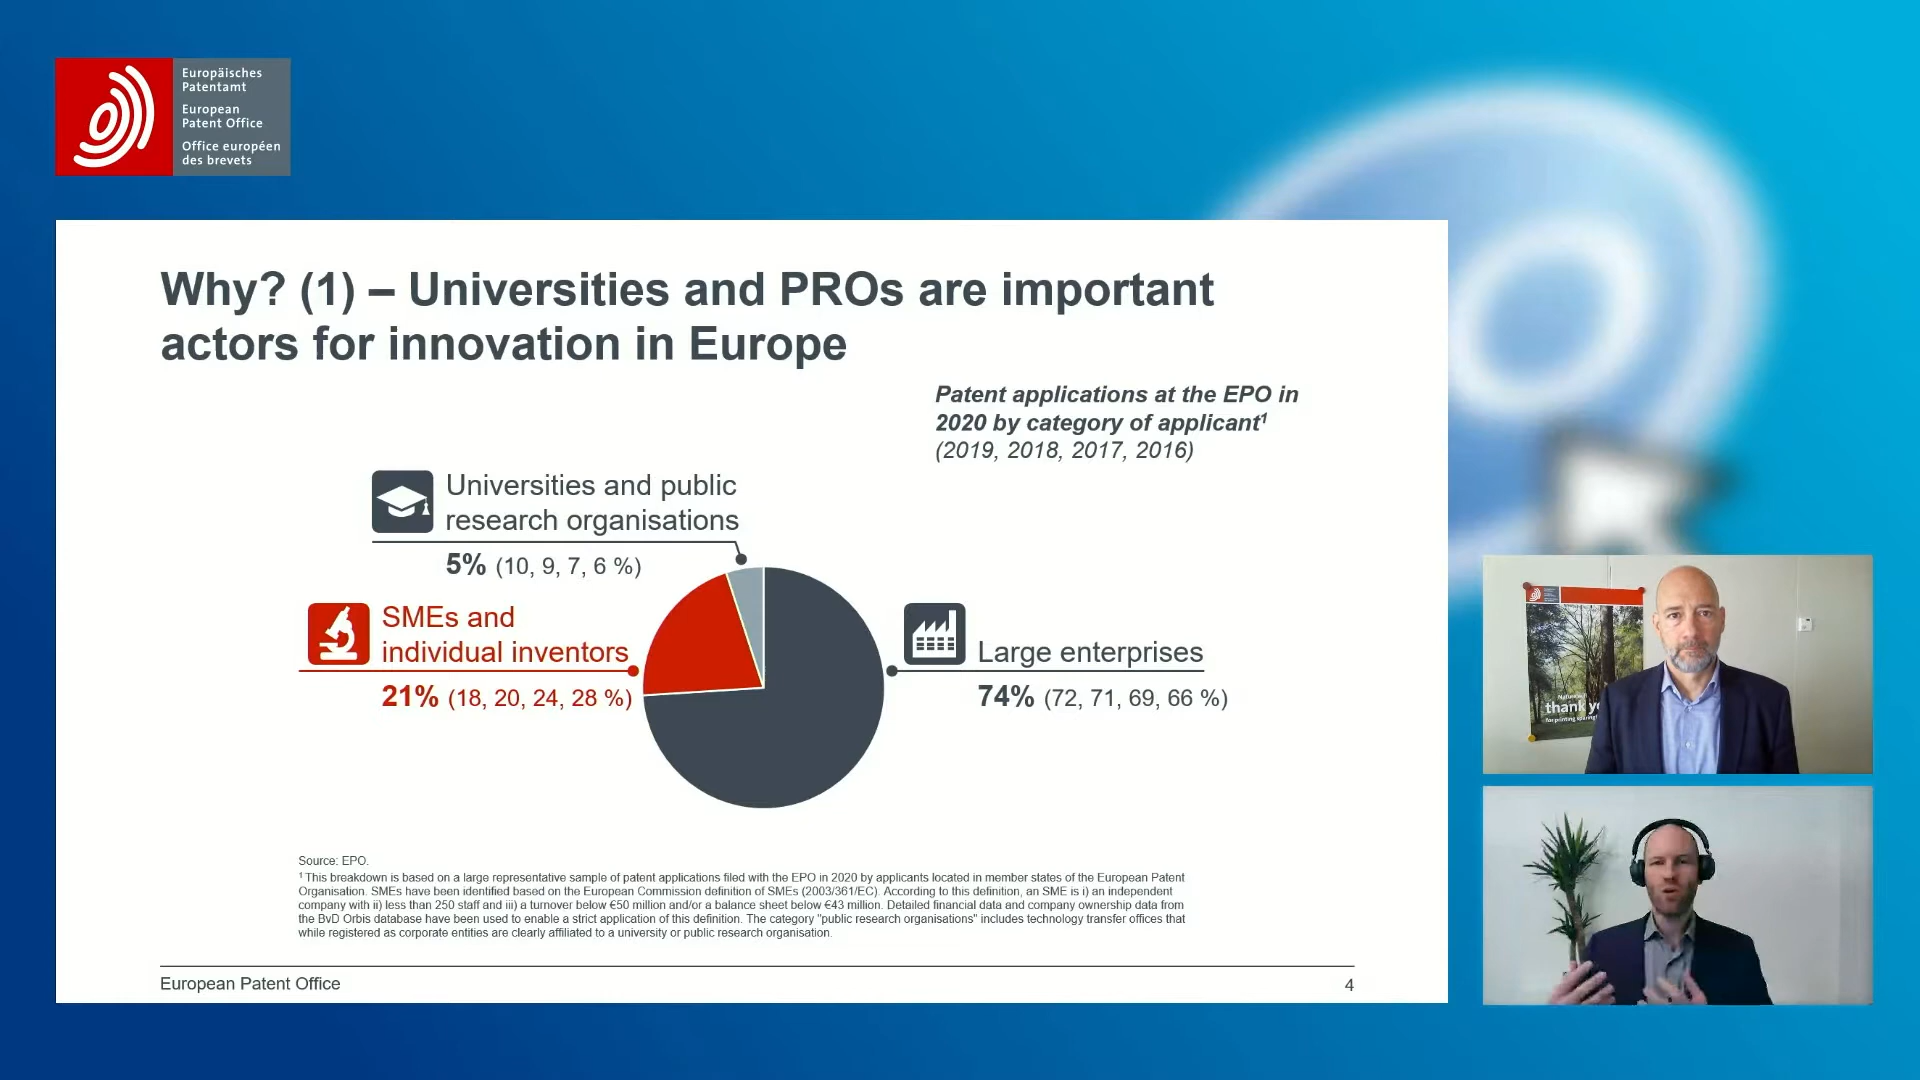 Europäisches
Patentamt
European
Patent Office
Office européen
des brevets
Why? (1) – Universities and PROs are important
actors for innovation in Europe
Patent applications at the EPO in
2020 by category of applicant¹
(2019, 2018, 2017, 2016)
Universities and public
research organisations
5% (10, 9, 7, 6 %)
SMEs and
individual inventors
21% (18, 20, 24, 28 %)
Large enterprises
74% (72, 71, 69, 66 %)
Source: EPO.
¹ This breakdown is based on a large representative sample of patent applications filed with the EPO in 2020 by applicants located in member states of the European Patent
Organisation. SMEs have been identified based on the European Commission definition of SMEs (2003/361/EC). According to this definition, an SME is i) an independent
company with ii) less than 250 staff and iii) a turnover below €50 million and/or a balance sheet below €43 million. Detailed financial data and company ownership data from
the BvD Orbis database have been used to enable a strict application of this definition. The category "public research organisations" includes technology transfer offices that
while registered as corporate entities are clearly affiliated to a university or public research organisation.
European Patent Office
4
thank y
for printing